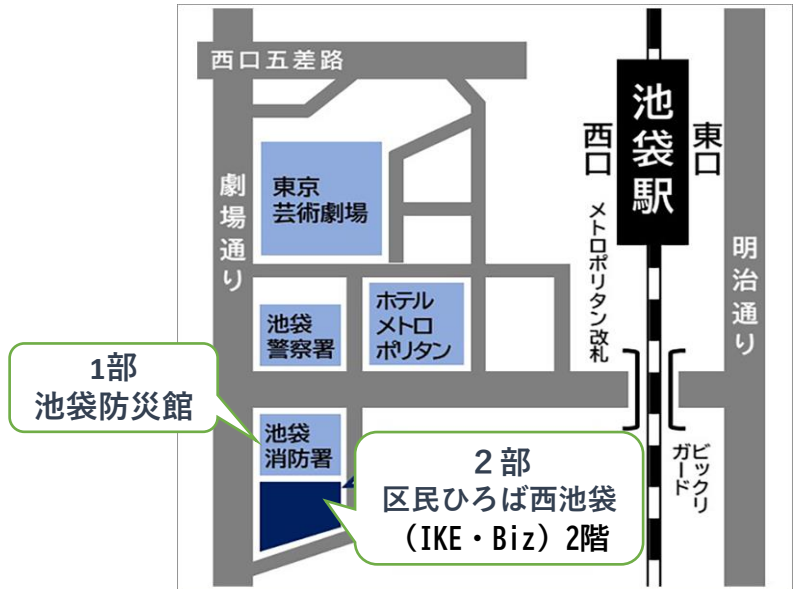 西口五差路
池袋駅
西口
東口
劇場通り
東京
芸術劇場
メトロポリタン改札
明治通り
ホテル
メトロ
ポリタン
池袋
警察署
1部
池袋防災館
池袋
消防署
ビックリ
ガード
２部
区民ひろば西池袋
（IKE・Biz）2階